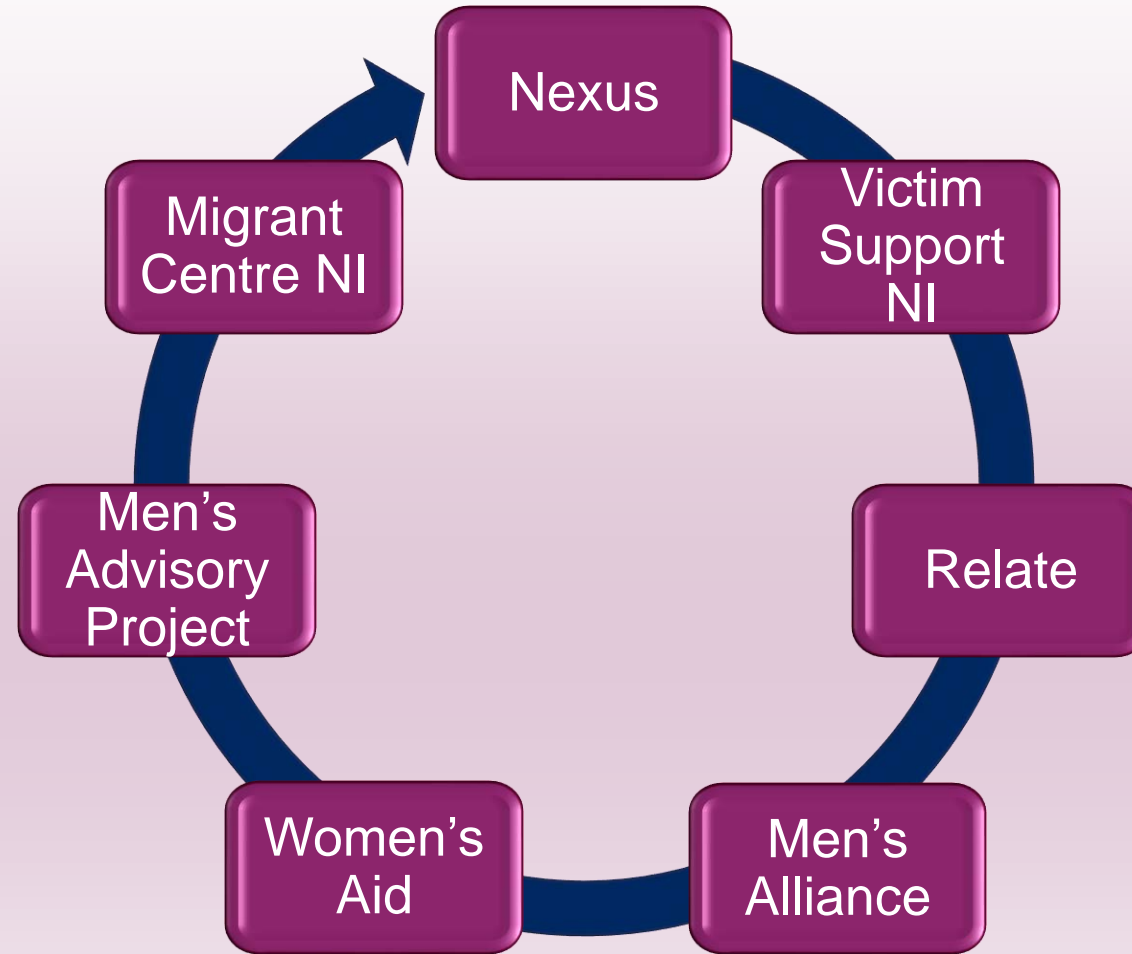 Nexus
Victim
Support
NI
Relate
Men’s
Alliance
Women’s
Aid
Men’s
Advisory
Project
Migrant
Centre NI